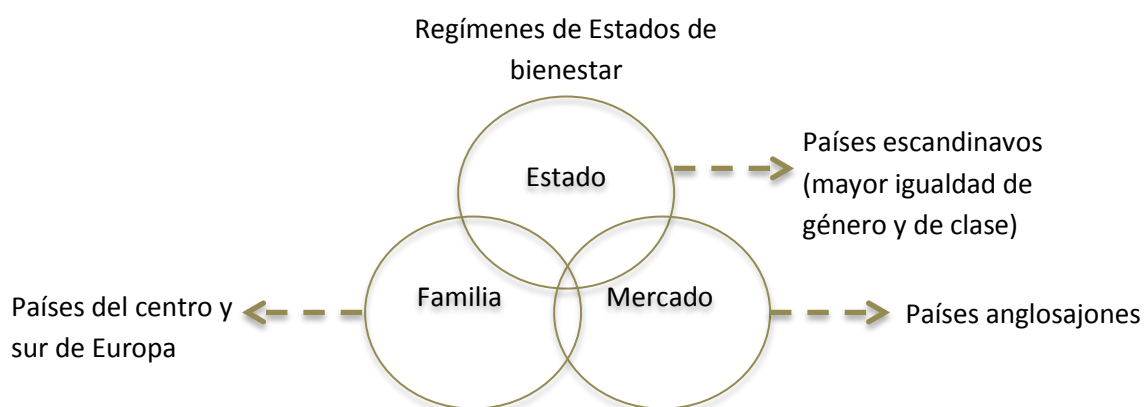 Regímenes de Estados de
bienestar
Estado
Países escandinavos
(mayor igualdad de
género y de clase)
Familia
Mercado
Países del centro y
sur de Europa
Países anglosajones